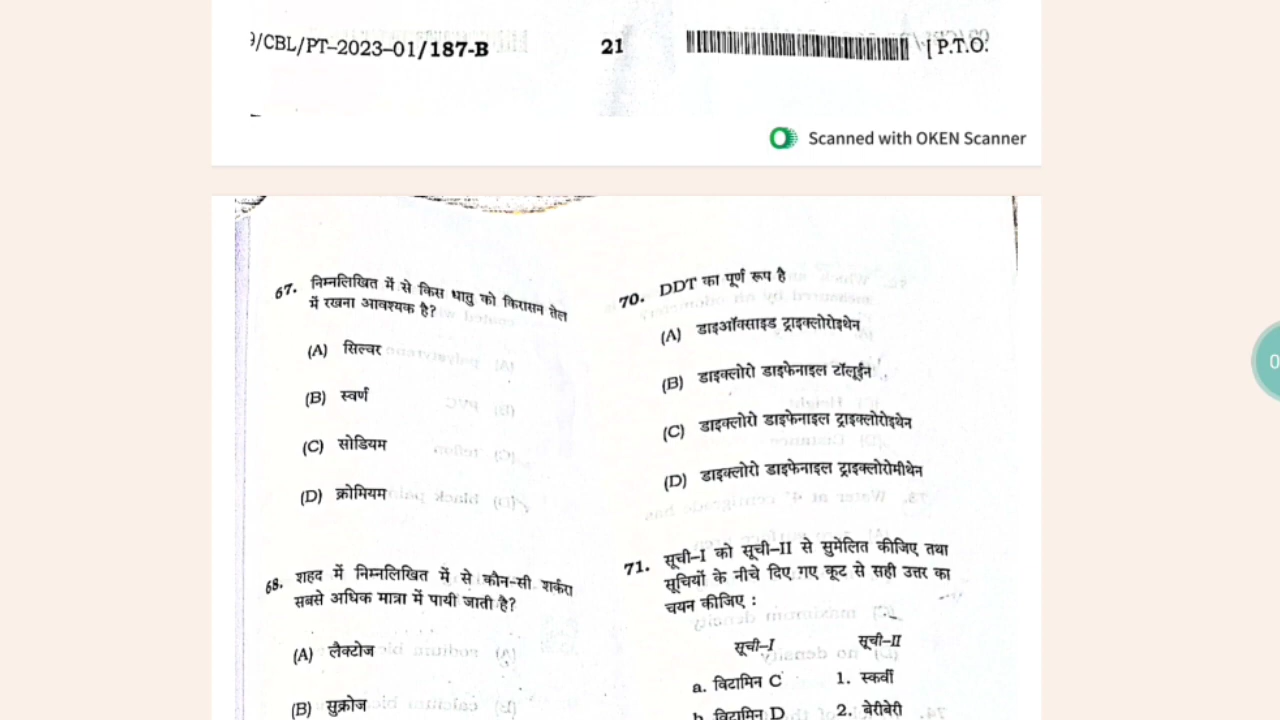 9/CBL/PT–2023–01/187-B
21
[ P.T.O.
Scanned with OKEN Scanner
67. निम्नलिखित में से किस धातु को किरासन तेल
में रखना आवश्यक है?
(A) सिल्वर
(B) स्वर्ण
(C) सोडियम
(D) क्रोमियम
68. शहद में निम्नलिखित में से कौन-सी शर्करा
सबसे अधिक मात्रा में पायी जाती है?
(A) लैक्टोज
(B) सुक्रोज
70. DDT का पूर्ण रूप है
(A) डाइऑक्साइड ट्राइक्लोरोइथेन
(B) डाइक्लोरो डाइफेनाइल टॉलूईन
(C) डाइक्लोरो डाइफेनाइल ट्राइक्लोरोइथेन
(D) डाइक्लोरो डाइफेनाइल ट्राइक्लोरोमीथेन
71. सूची–I को सूची–II से सुमेलित कीजिए तथा
सूचियों के नीचे दिए गए कूट से सही उत्तर का
चयन कीजिए :
सूची–I सूची–II
a. विटामिन C 1. स्कर्वी
b. विटामिन D 2. बेरीबेरी
0